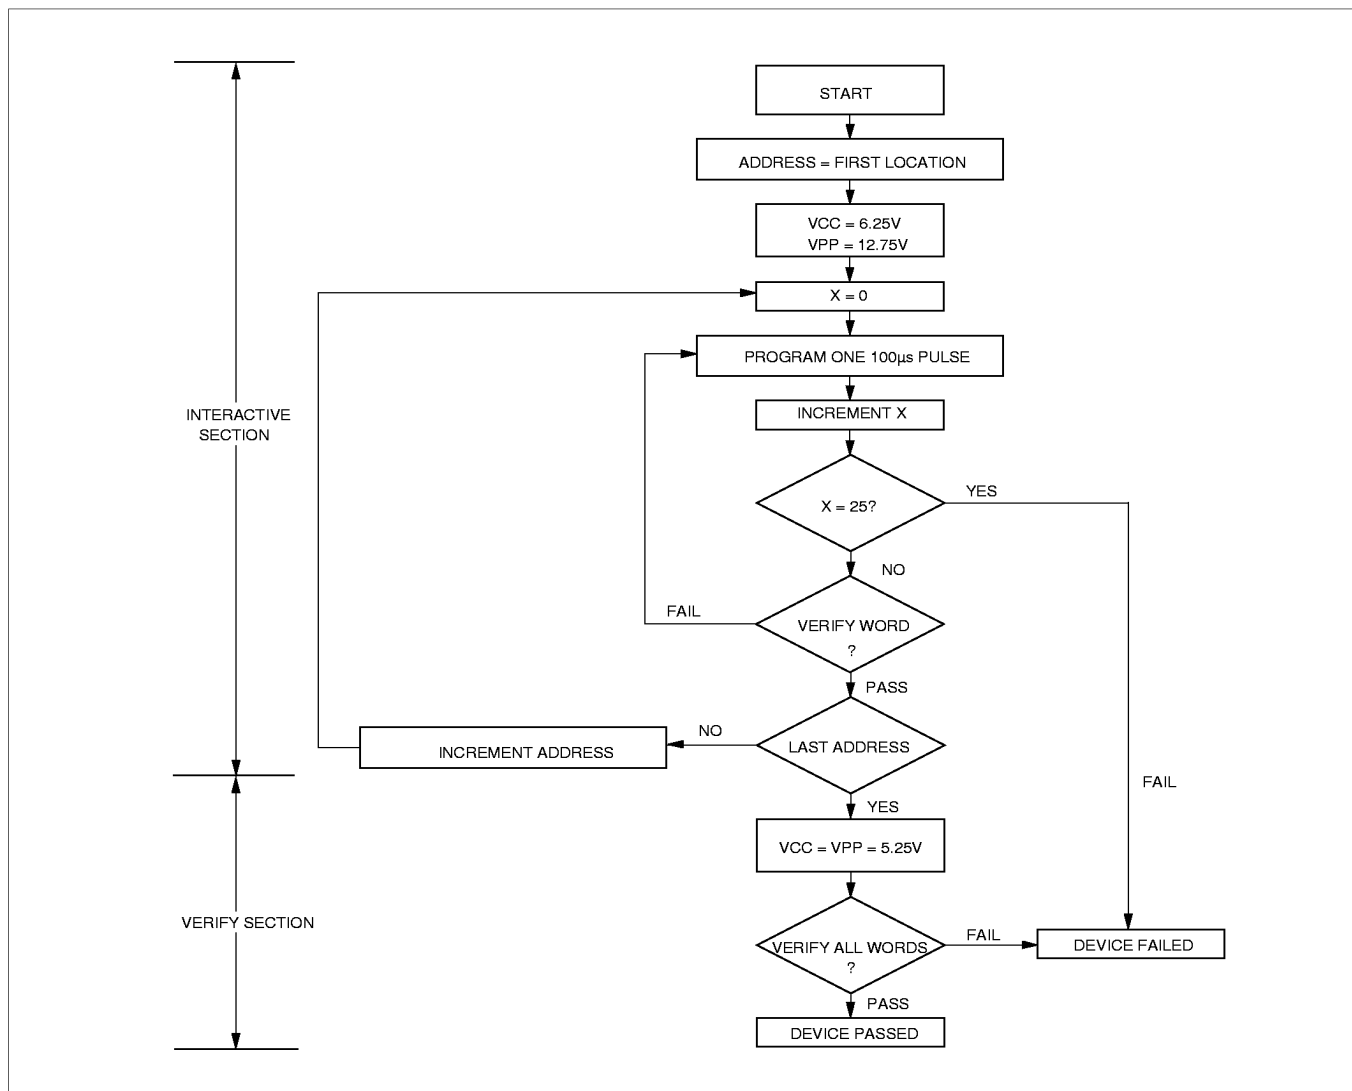 START
ADDRESS = FIRST LOCATION
VCC = 6.25V
VPP = 12.75V
X = 0
PROGRAM ONE 100µs PULSE
INCREMENT X
INTERACTIVE
SECTION
X = 25?
YES
NO
FAIL
VERIFY WORD
?
PASS
NO
LAST ADDRESS
INCREMENT ADDRESS
FAIL
YES
VCC = VPP = 5.25V
VERIFY SECTION
VERIFY ALL WORDS
?
FAIL
DEVICE FAILED
PASS
DEVICE PASSED